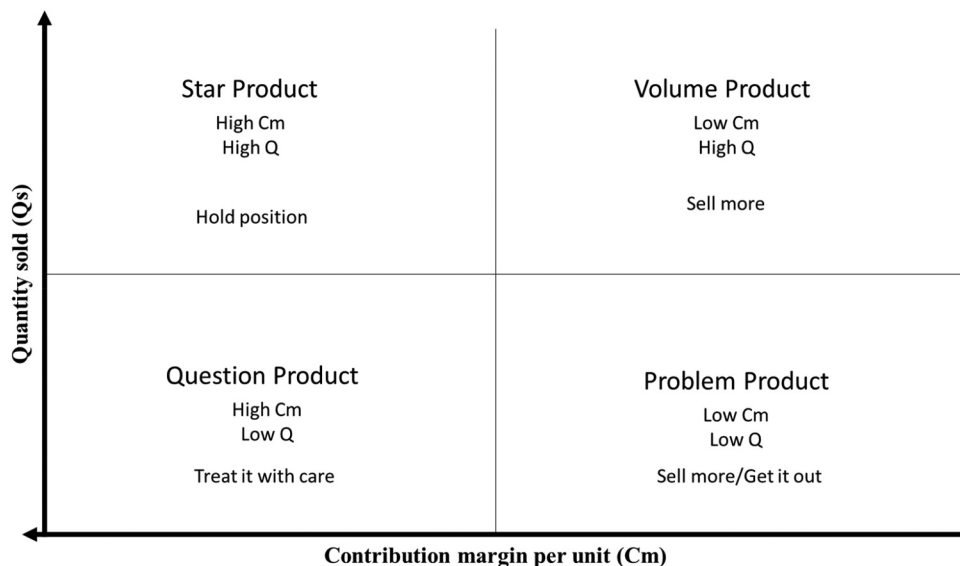 Quantity sold (Qs)
Star Product
High Cm
High Q
Hold position
Volume Product
Low Cm
High Q
Sell more
Question Product
High Cm
Low Q
Treat it with care
Problem Product
Low Cm
Low Q
Sell more/Get it out
Contribution margin per unit (Cm)